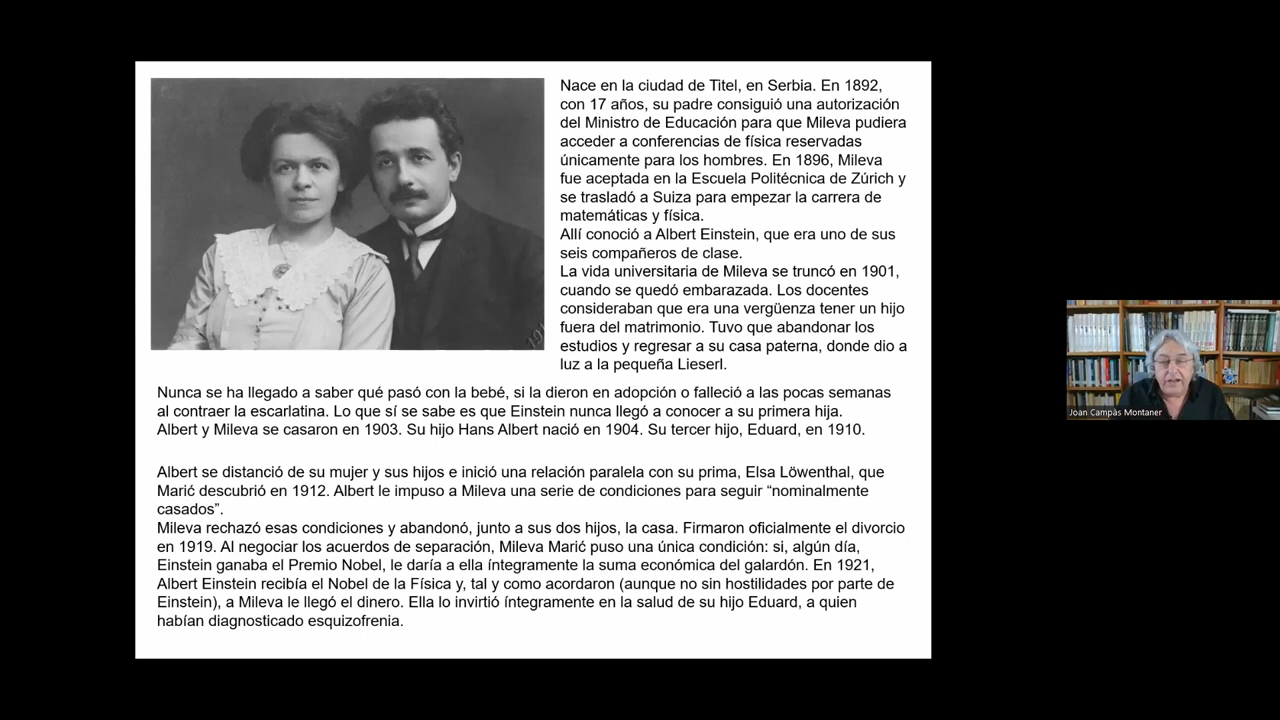 Nace en la ciudad de Titel, en Serbia. En 1892,
con 17 años, su padre consiguió una autorización
del Ministro de Educación para que Mileva pudiera
acceder a conferencias de física reservadas
únicamente para los hombres. En 1896, Mileva
fue aceptada en la Escuela Politécnica de Zúrich y
se trasladó a Suiza para empezar la carrera de
matemáticas y física.
Allí conoció a Albert Einstein, que era uno de sus
seis compañeros de clase.
La vida universitaria de Mileva se truncó en 1901,
cuando se quedó embarazada. Los docentes
consideraban que era una vergüenza tener un hijo
fuera del matrimonio. Tuvo que abandonar los
estudios y regresar a su casa paterna, donde dio a
luz a la pequeña Lieserl.
Nunca se ha llegado a saber qué pasó con la bebé, si la dieron en adopción o falleció a las pocas semanas
al contraer la escarlatina. Lo que sí se sabe es que Einstein nunca llegó a conocer a su primera hija.
Albert y Mileva se casaron en 1903. Su hijo Hans Albert nació en 1904. Su tercer hijo, Eduard, en 1910.
Albert se distanció de su mujer y sus hijos e inició una relación paralela con su prima, Elsa Löwenthal, que
Marić descubrió en 1912. Albert le impuso a Mileva una serie de condiciones para seguir “nominalmente
casados”.
Mileva rechazó esas condiciones y abandonó, junto a sus dos hijos, la casa. Firmaron oficialmente el divorcio
en 1919. Al negociar los acuerdos de separación, Mileva Marić puso una única condición: si, algún día,
Einstein ganaba el Premio Nobel, le daría a ella íntegramente la suma económica del galardón. En 1921,
Albert Einstein recibía el Nobel de la Física y, tal y como acordaron (aunque no sin hostilidades por parte de
Einstein), a Mileva le llegó el dinero. Ella lo invirtió íntegramente en la salud de su hijo Eduard, a quien
habían diagnosticado esquizofrenia.
Joan Campàs Montaner